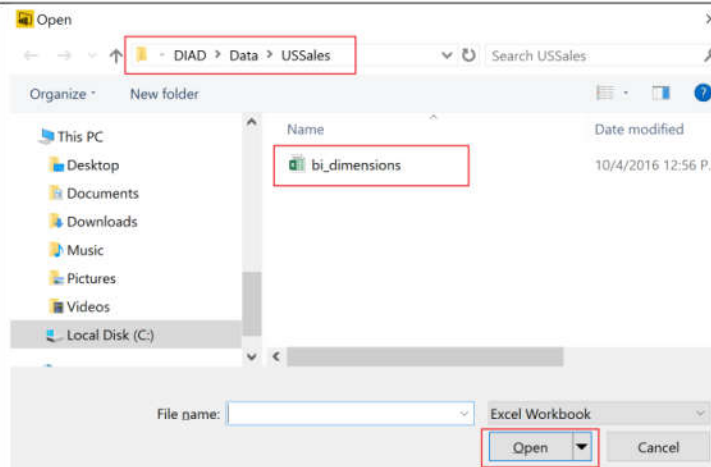 Open
DIAD > Data > USSales
Search USSales
Organize
New folder
?
This PC
Desktop
Documents
Downloads
Music
Pictures
Videos
Local Disk (C:)
Name
Date modified
bi_dimensions
10/4/2016 12:56 P.
File name:
Excel Workbook
Open
Cancel